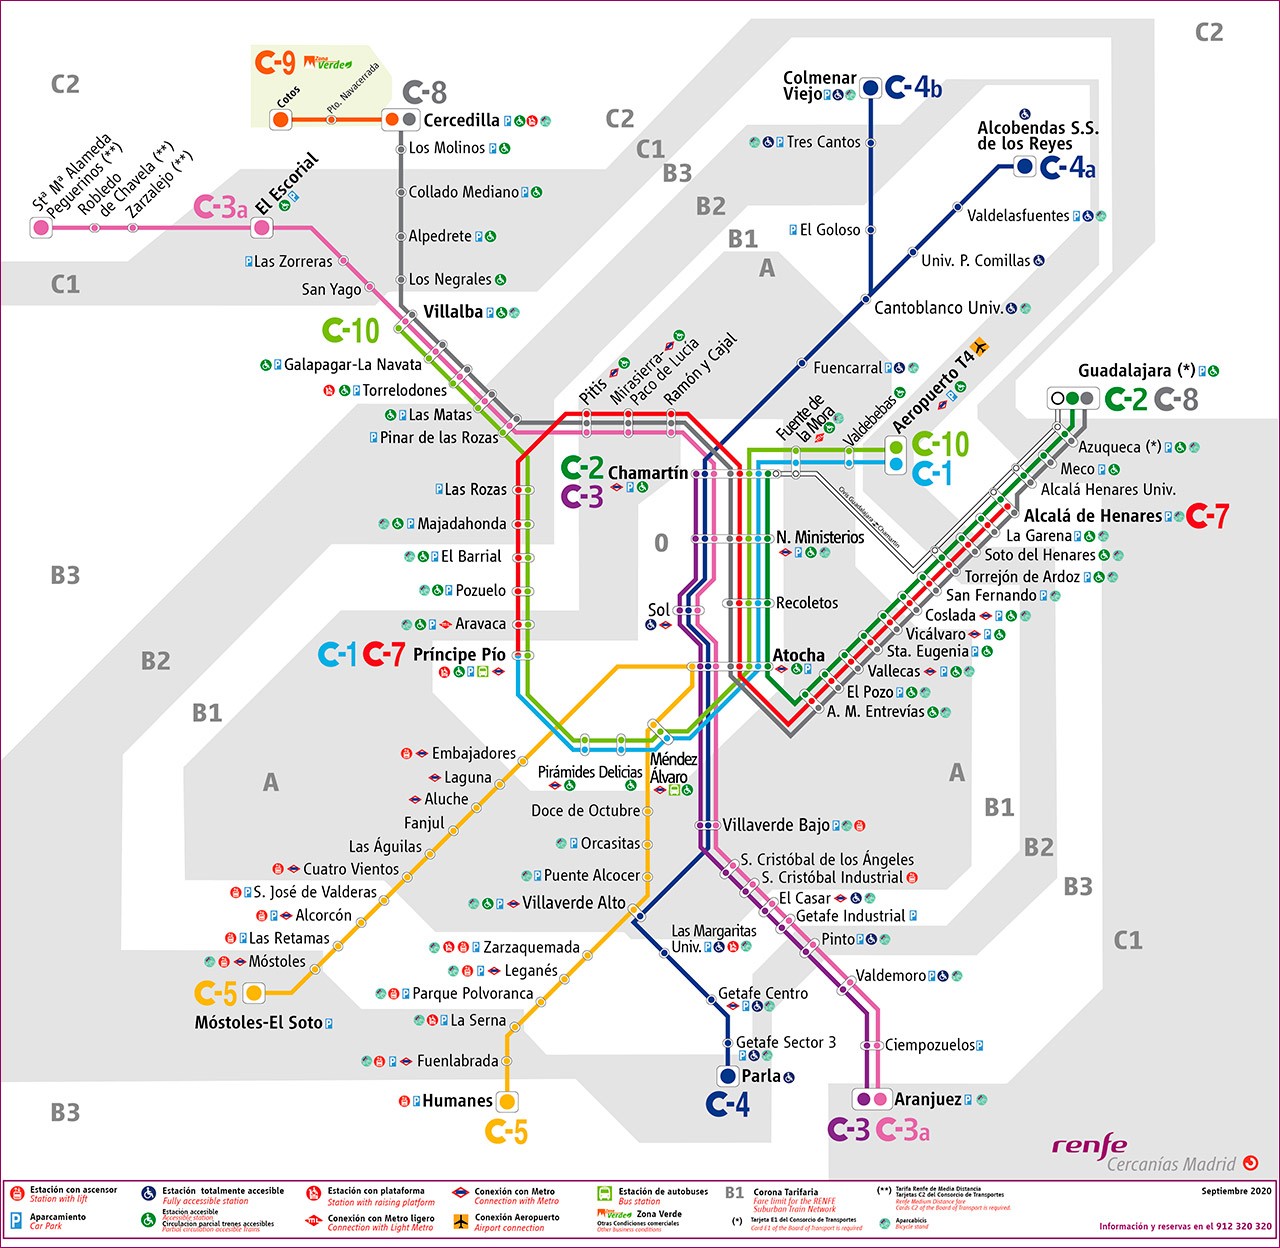 C2
C2
C-9
Zona
Verde
Cotos
Pto. Navacerrada
C-8
Cercedilla
Los Molinos
Collado Mediano
Alpedrete
Los Negrales
Villalba
Stª Mª Alameda
Peguerinos (**)
Robledo
de Chavela (**)
Zarzalejo (**)
C-3a
El Escorial
Las Zorreras
San Yago
C1
C-10
Galapagar-La Navata
Torrelodones
Las Matas
Pinar de las Rozas
C2
C1
B3
B2
B1
A
Colmenar
Viejo
C-4b
Tres Cantos
El Goloso
Alcobendas S.S.
de los Reyes
C-4a
Valdelasfuentes
Univ. P. Comillas
Cantoblanco Univ.
Fuencarral
Pitis
Mirasierra-
Paco de Lucía
Ramón y Cajal
Fuente de
la Mora
Valdebebas
Aeropuerto T4
C-10
C-1
Guadalajara (*)
C-2 C-8
Azuqueca (*)
Meco
Alcalá Henares Univ.
Alcalá de Henares
C-7
La Garena
Soto del Henares
Torrejón de Ardoz
San Fernando
Coslada
Vicálvaro
Sta. Eugenia
Vallecas
El Pozo
A. M. Entrevías
C-2
C-3
Chamartín
N. Ministerios
Recoletos
Sol
Atocha
0
Las Rozas
Majadahonda
El Barrial
Pozuelo
Aravaca
C-1 C-7
Príncipe Pío
B3
B2
B1
A
Embajadores
Laguna
Aluche
Fanjul
Las Águilas
Cuatro Vientos
S. José de Valderas
Alcorcón
Las Retamas
Móstoles
C-5
Móstoles-El Soto
Pirámides
Delicias
Méndez
Álvaro
Doce de Octubre
Orcasitas
Puente Alcocer
Villaverde Alto
Zarzaquemada
Leganés
Parque Polvoranca
La Serna
Fuenlabrada
Humanes
C-5
B3
Villaverde Bajo
S. Cristóbal de los Ángeles
S. Cristóbal Industrial
El Casar
Getafe Industrial
Pinto
Valdemoro
Ciempozuelos
Aranjuez
C-3 C-3a
Las Margaritas
Univ.
Getafe Centro
Getafe Sector 3
Parla
C-4
A
B1
B2
B3
C1
renfe
Cercanías Madrid
Estación con ascensor
Station with lift
Aparcamiento
Car Park
Estación totalmente accesible
Fully accessible station
Estación accesible
Accessible station
Circulacion parcial trenes accesibles
Partial circulation accessible trains
Estación con plataforma
Station with raising platform
Conexión con Metro ligero
Connection with Light Metro
Conexión con Metro
Connection with Metro
Conexión Aeropuerto
Airport connection
Estación de autobuses
Bus station
Zona
Verde
Zona Verde
Otras Condiciones comerciales
Other business conditions
B1
Corona Tarifaria
Fare limit for the RENFE
Suburban Train Network
(*) Tarjeta E1 del Consorcio de Transportes
Card E1 of the Board of Transport is required.
(**) Tarifa Renfe de Media Distancia
Tarjetas C2 del Consorcio de Transportes
Renfe Medium Distance fare
Cards C2 of the Board of Transport is required.
Aparcabicis
Bicycle stand
Septiembre 2020
Información y reservas en el 912 320 320